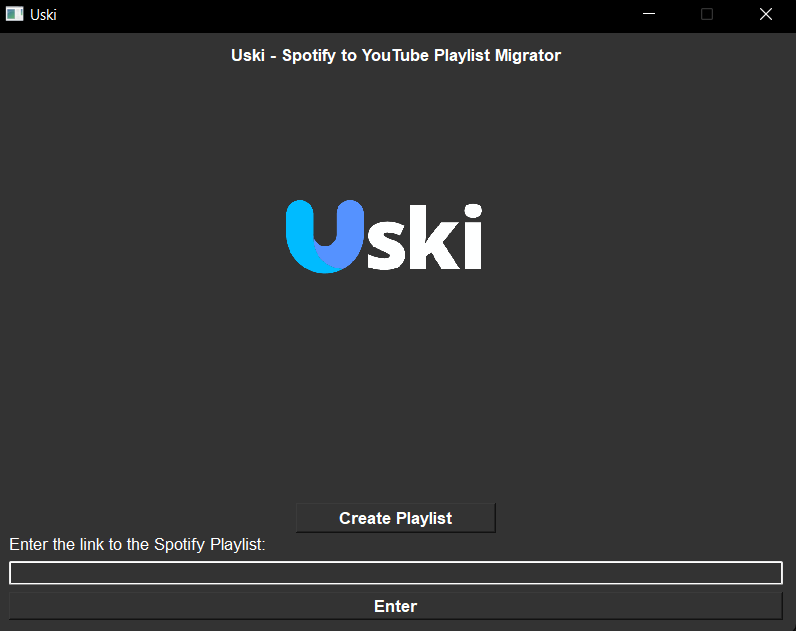 Uski
Uski - Spotify to YouTube Playlist Migrator
Uski
Create Playlist
Enter the link to the Spotify Playlist:
Enter